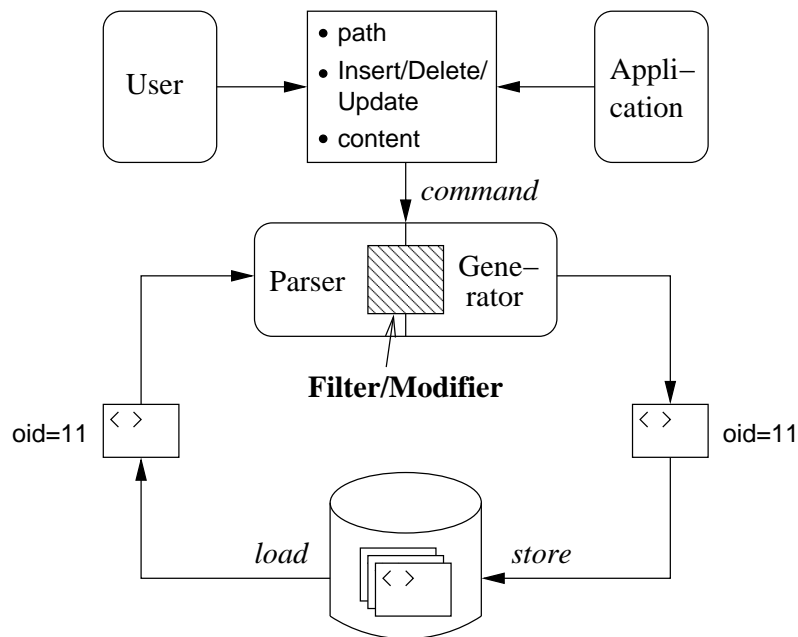 User
• path
• Insert/Delete/
Update
• content
Appli–
cation
command
Parser
Gene–
rator
Filter/Modifier
oid=11
< >
< >
oid=11
load
< >
store